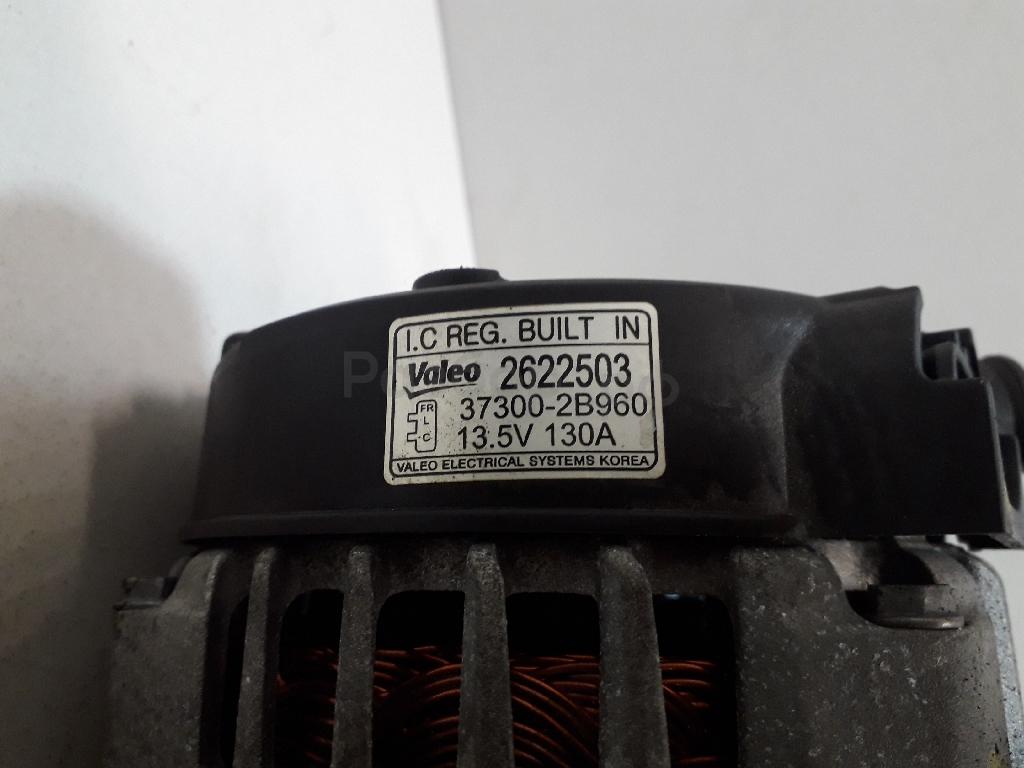 I.C REG. BUILT IN
Valeo 2622503
FR
L
C
37300-2B960
13.5V 130A
VALEO ELECTRICAL SYSTEMS KOREA